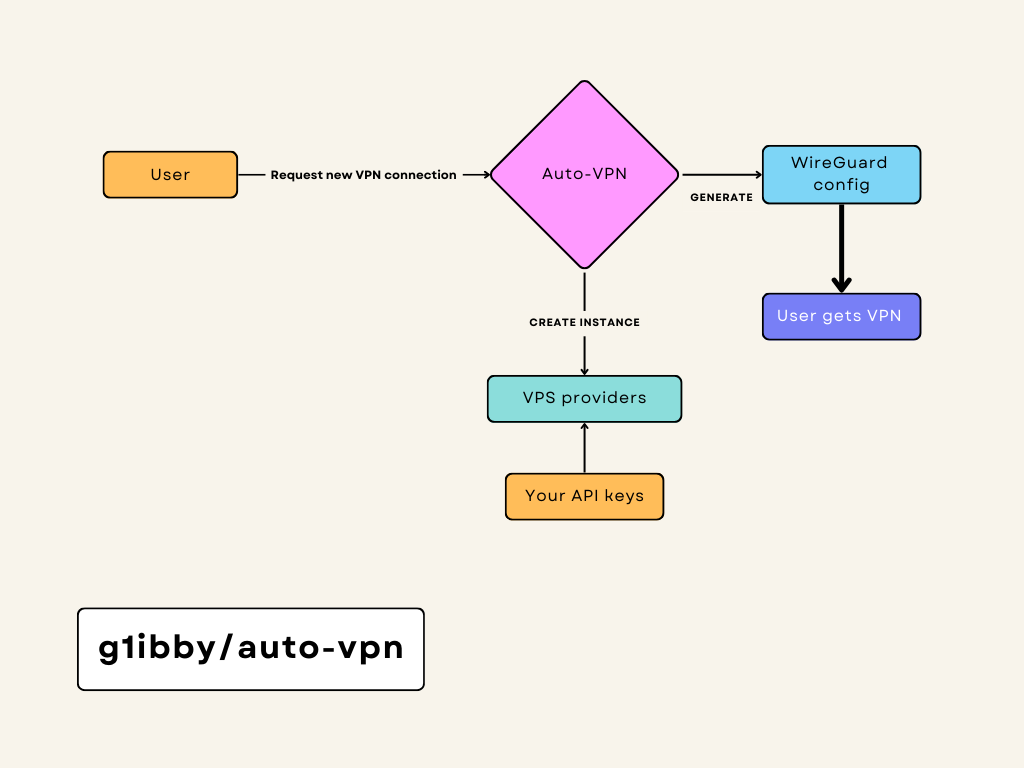 User
Request new VPN connection
Auto-VPN
GENERATE
WireGuard
config
User gets VPN
CREATE INSTANCE
VPS providers
Your API keys
g1ibby/auto-vpn